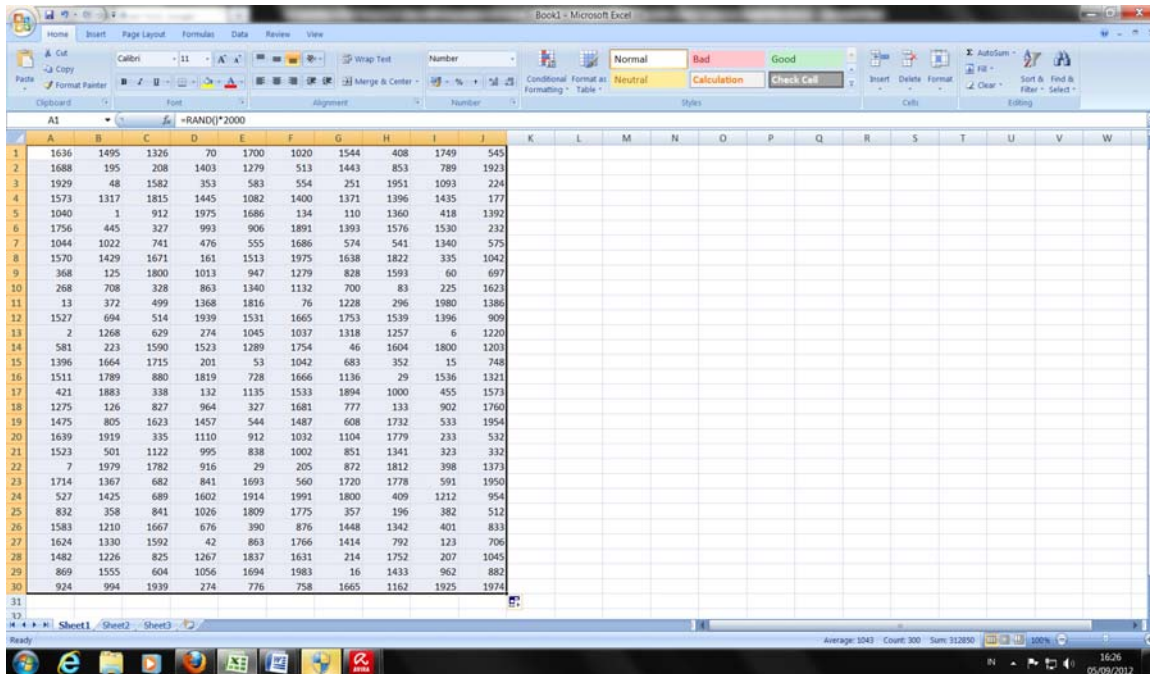 Book1 - Microsoft Excel
Home Insert Page Layout Formulas Data Review View
Cut Calibri 11 Wrap Text Number Normal Bad Good AutoSum
Copy Fill
Paste Format Painter Merge & Center Conditional Formatting Format as Table Neutral Calculation Check Cell Insert Delete Format Clear Sort & Filter Find & Select
Clipboard Font Alignment Number Styles Cells Editing
A1 fx =RAND()*2000
A B C D E F G H I J K L M N O P Q R S T U V W
1 1636 1495 1326 70 1700 1020 1544 408 1749 545
2 1688 195 208 1403 1279 513 1443 853 789 1923
3 1929 48 1582 353 583 554 251 1951 1093 224
4 1573 1317 1815 1445 1082 1400 1371 1396 1435 177
5 1040 1 912 1975 1686 134 110 1360 418 1392
6 1756 445 327 993 906 1891 1393 1576 1530 232
7 1044 1022 741 476 555 1686 574 541 1340 575
8 1570 1429 1671 161 1513 1975 1638 1822 335 1042
9 368 125 1800 1013 947 1279 828 1593 60 697
10 268 708 328 863 1340 1132 700 83 225 1623
11 13 372 499 1368 1816 76 1228 296 1980 1386
12 1527 694 514 1939 1531 1665 1753 1539 1396 909
13 2 1268 629 274 1045 1037 1318 1257 6 1220
14 581 223 1590 1523 1289 1754 46 1604 1800 1203
15 1396 1664 1715 201 53 1042 683 352 15 748
16 1511 1789 880 1819 728 1666 1136 29 1536 1321
17 421 1883 338 132 1135 1533 1894 1000 455 1573
18 1275 126 827 964 327 1681 777 133 902 1760
19 1475 805 1623 1457 544 1487 608 1732 533 1954
20 1639 1919 335 1110 912 1032 1104 1779 233 532
21 1523 501 1122 995 838 1002 851 1341 323 332
22 7 1979 1782 916 29 205 872 1812 398 1373
23 1714 1367 682 841 1693 560 1720 1778 591 1950
24 527 1425 689 1602 1914 1991 1800 409 1212 954
25 832 358 841 1026 1809 1775 357 196 382 512
26 1583 1210 1667 676 390 876 1448 1342 401 833
27 1624 1330 1592 42 863 1766 1414 792 123 706
28 1482 1226 825 1267 1837 1631 214 1752 207 1045
29 869 1555 604 1056 1694 1983 16 1433 962 882
30 924 994 1939 274 776 758 1665 1162 1925 1974
31
32
Sheet1 Sheet2 Sheet3
Ready Average: 1043 Count: 300 Sum: 312850 100%
AVIRA IN 16:26
05/09/2012